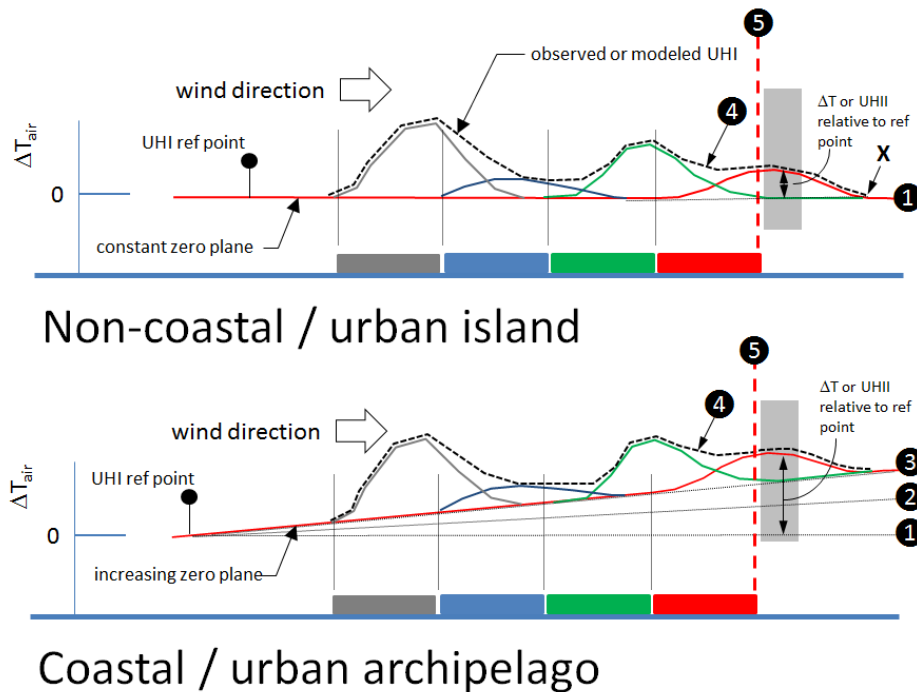 5
observed or modeled UHI
wind direction
ΔT or UHII
relative to ref
point
4
X
UHI ref point
ΔTair
0
1
constant zero plane
Non-coastal / urban island
5
ΔT or UHII
relative to ref
point
4
wind direction
3
UHI ref point
2
ΔTair
0
1
increasing zero plane
Coastal / urban archipelago